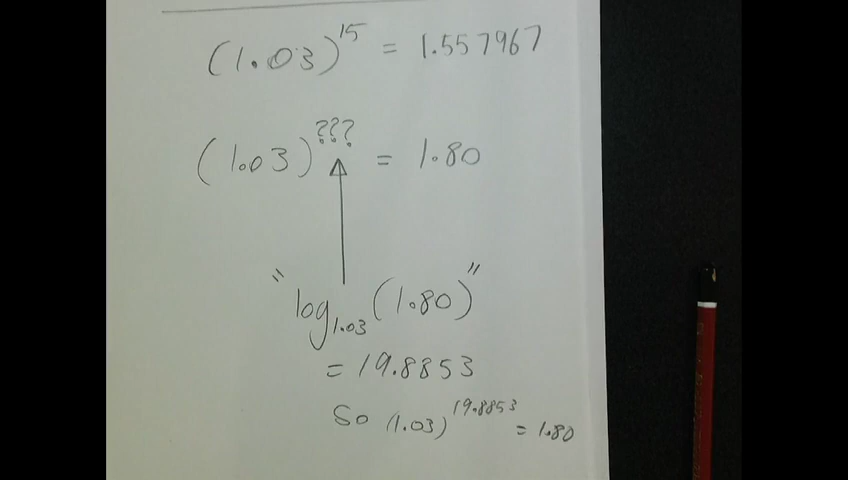 (1.03)^15 = 1.557967
(1.03)^??? = 1.80
"log_1.03(1.80)"
= 19.8853
So (1.03)^19.8853 = 1.80